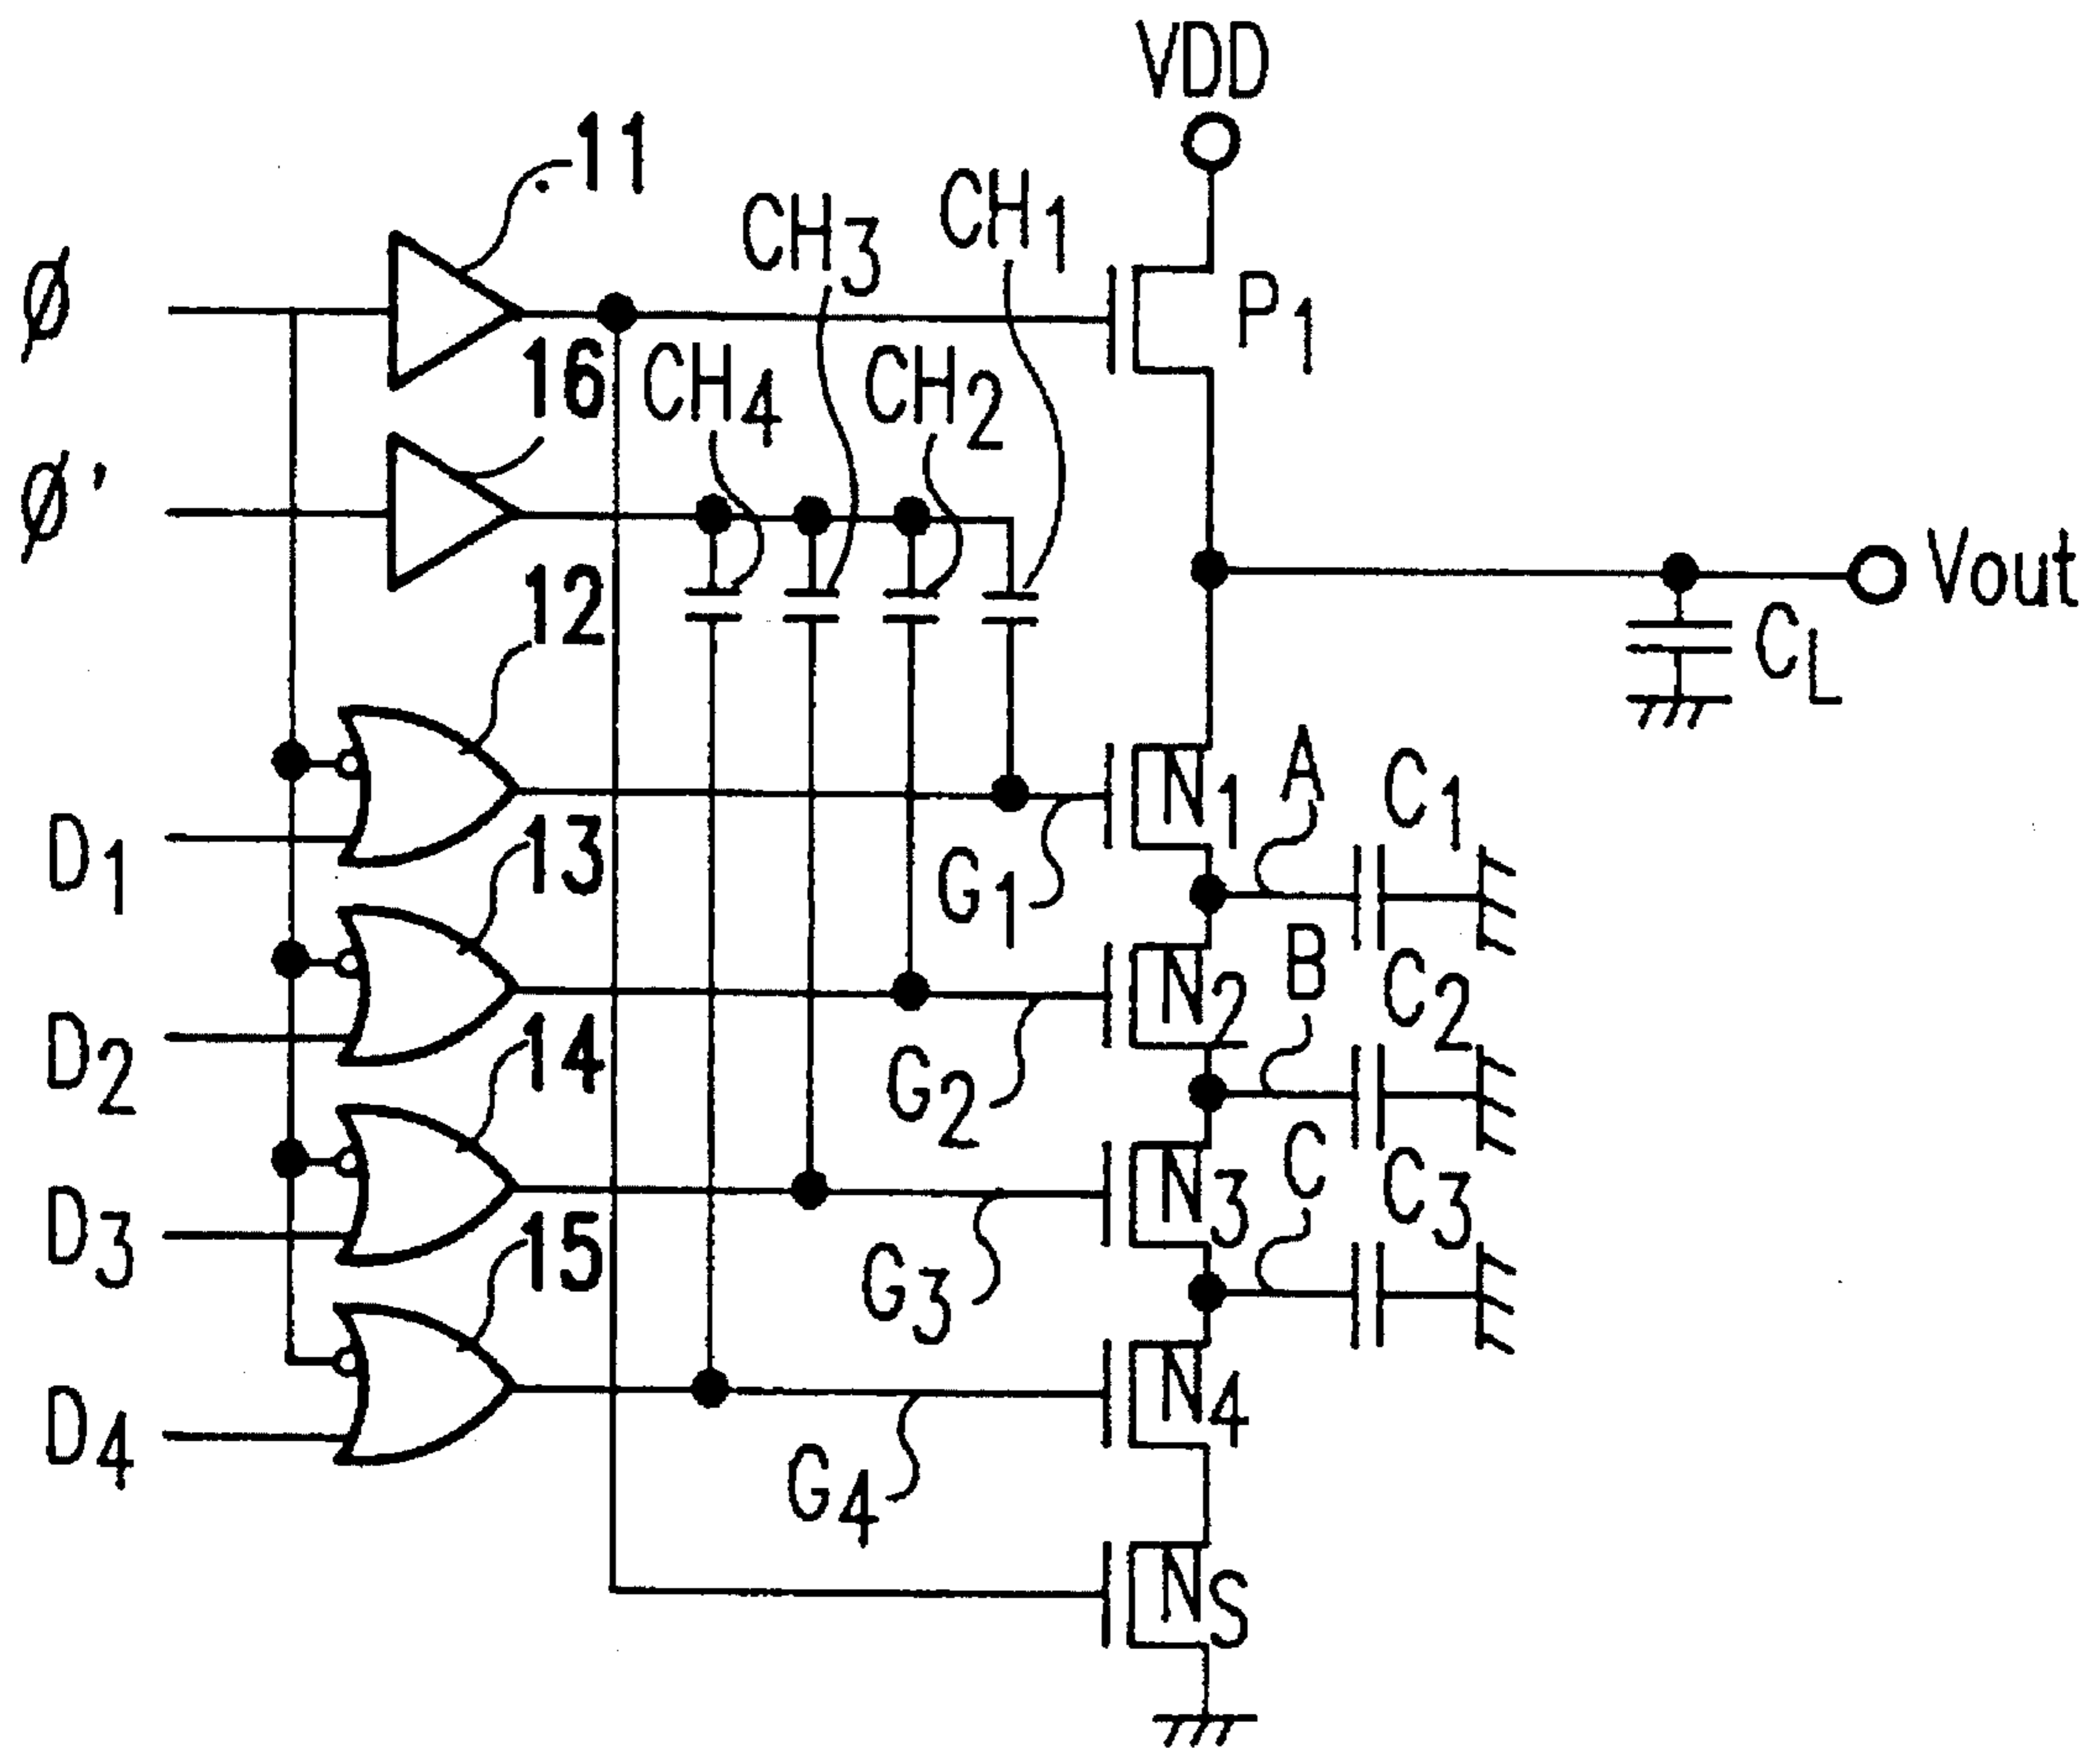 VDD
11
CH3
CH1
Ø
P1
16
CH4
CH2
Ø'
Vout
12
CL
N1
A
C1
D1
13
G1
B
N2
C2
D2
14
G2
C
N3
C3
D3
15
G3
N4
D4
G4
NS